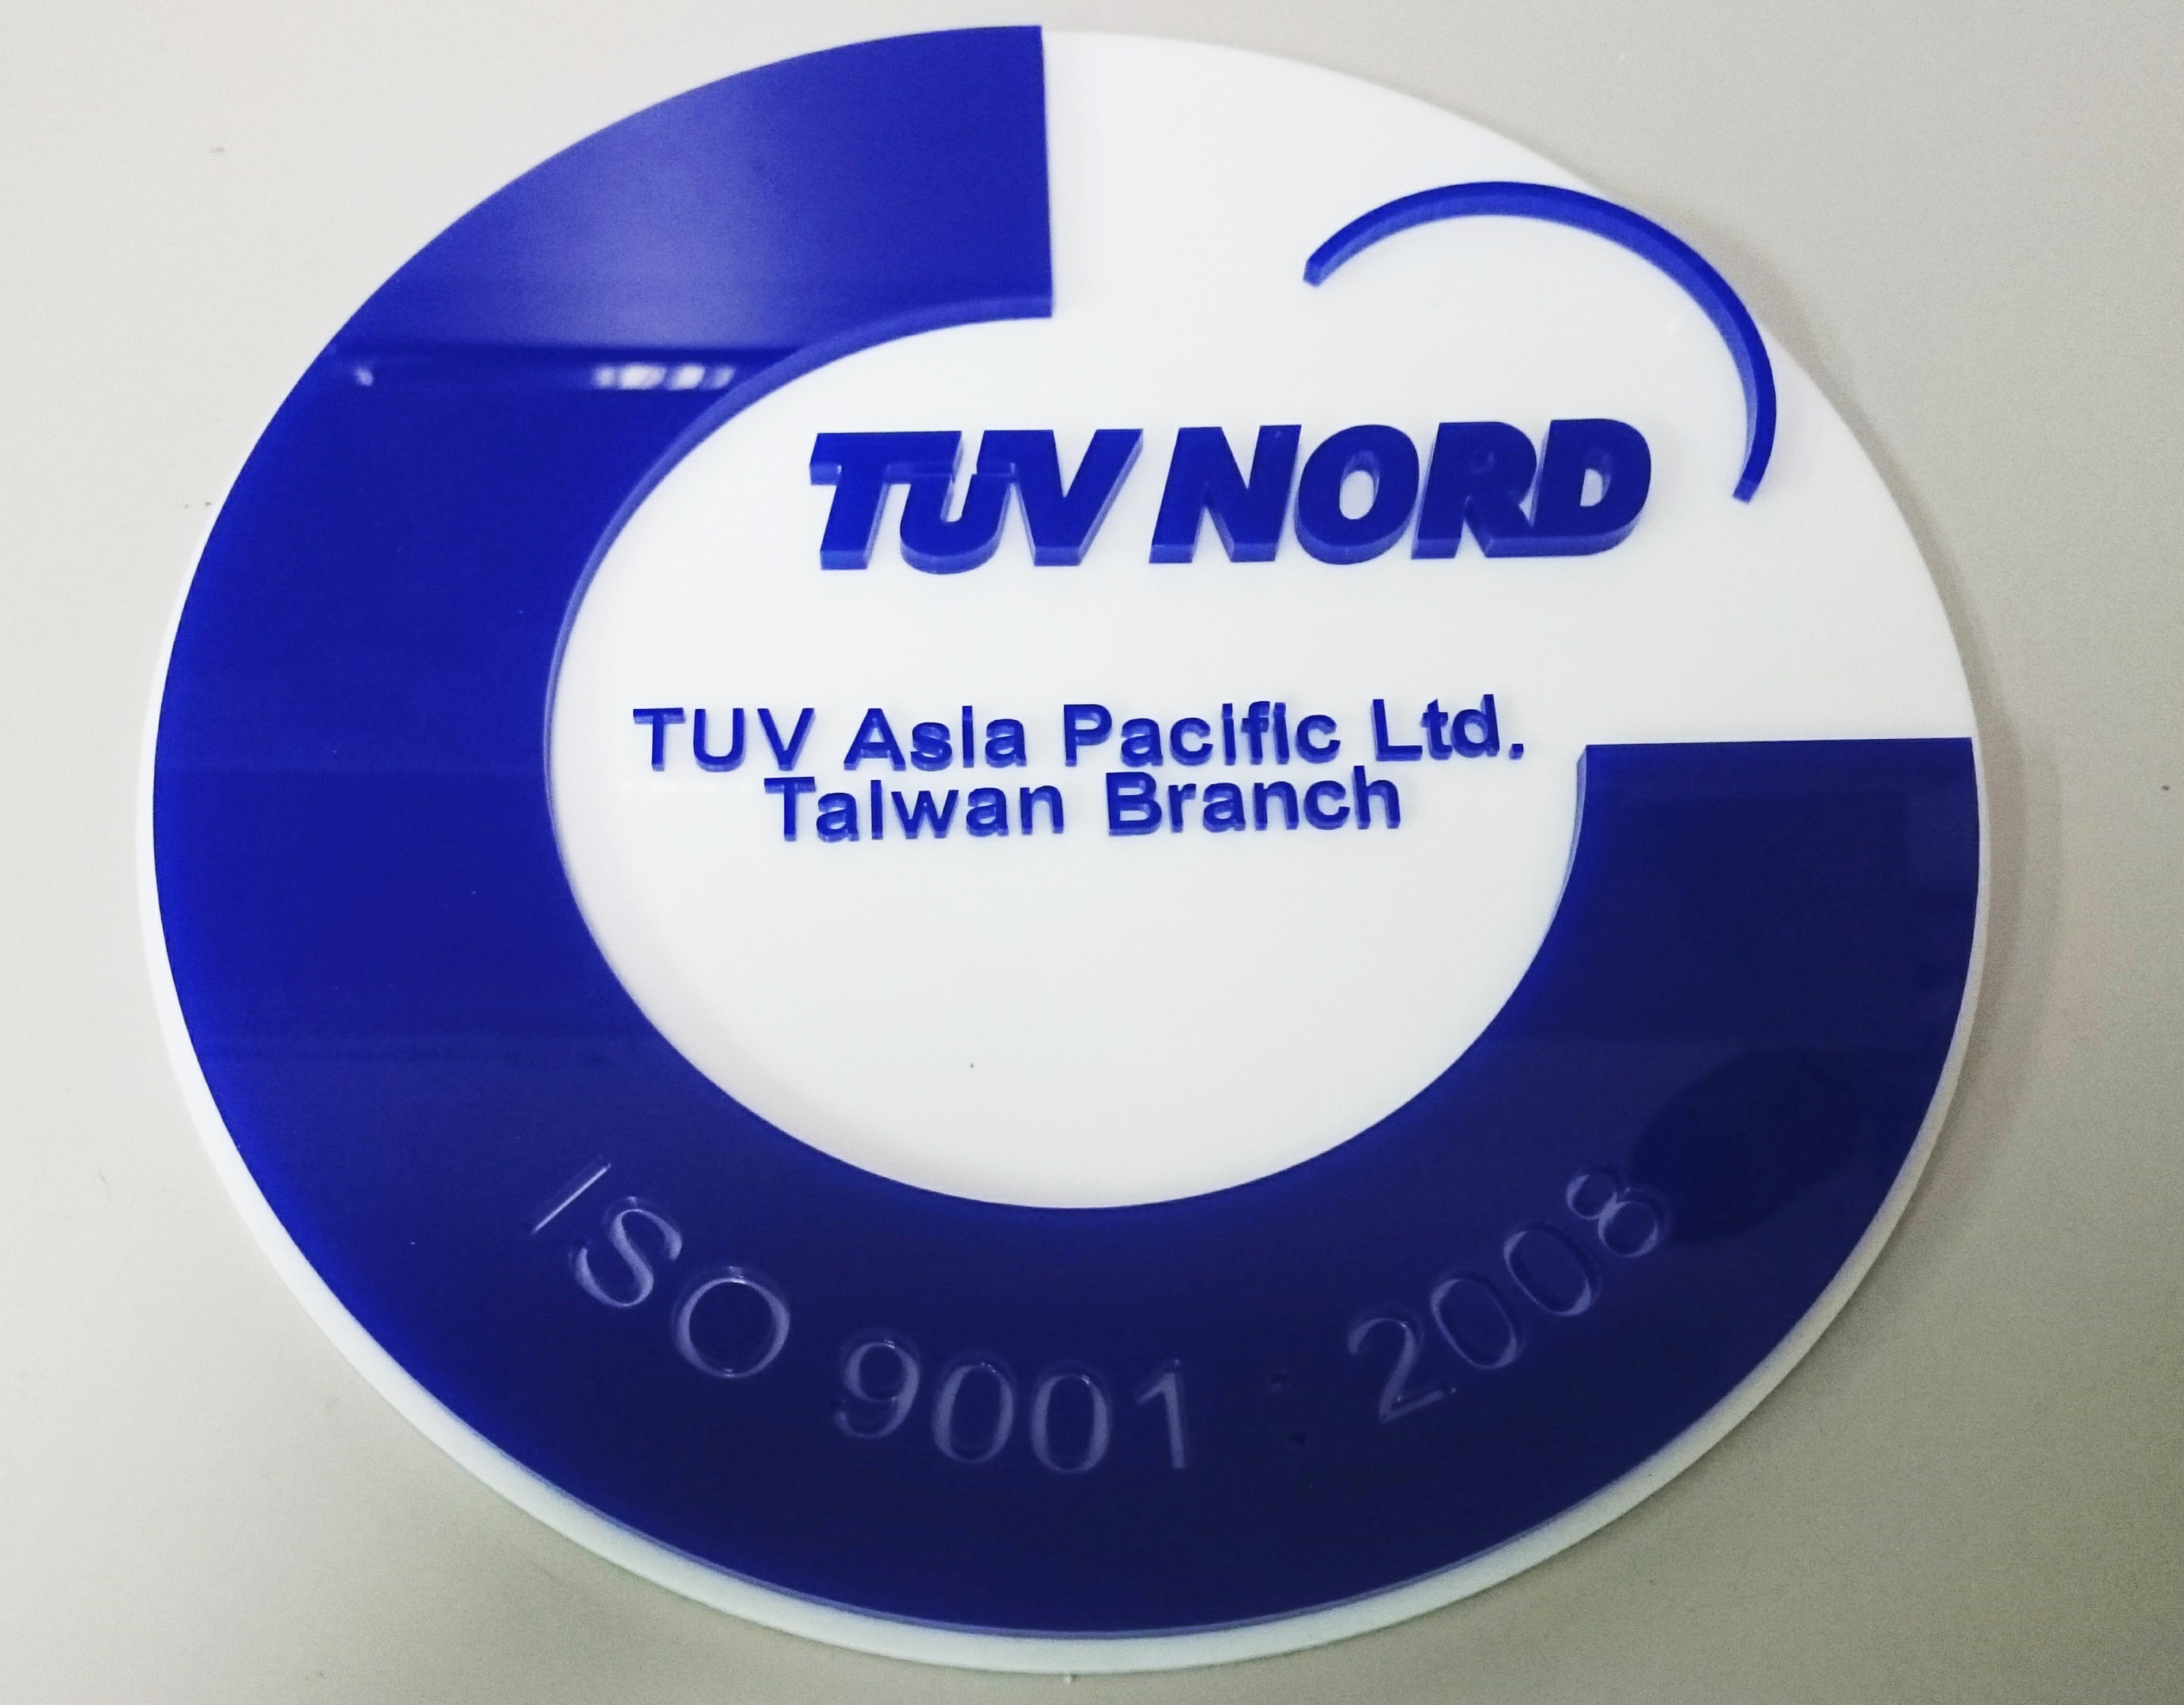 TUV NORD
TUV Asia Pacific Ltd.
Taiwan Branch
ISO 9001 : 2008